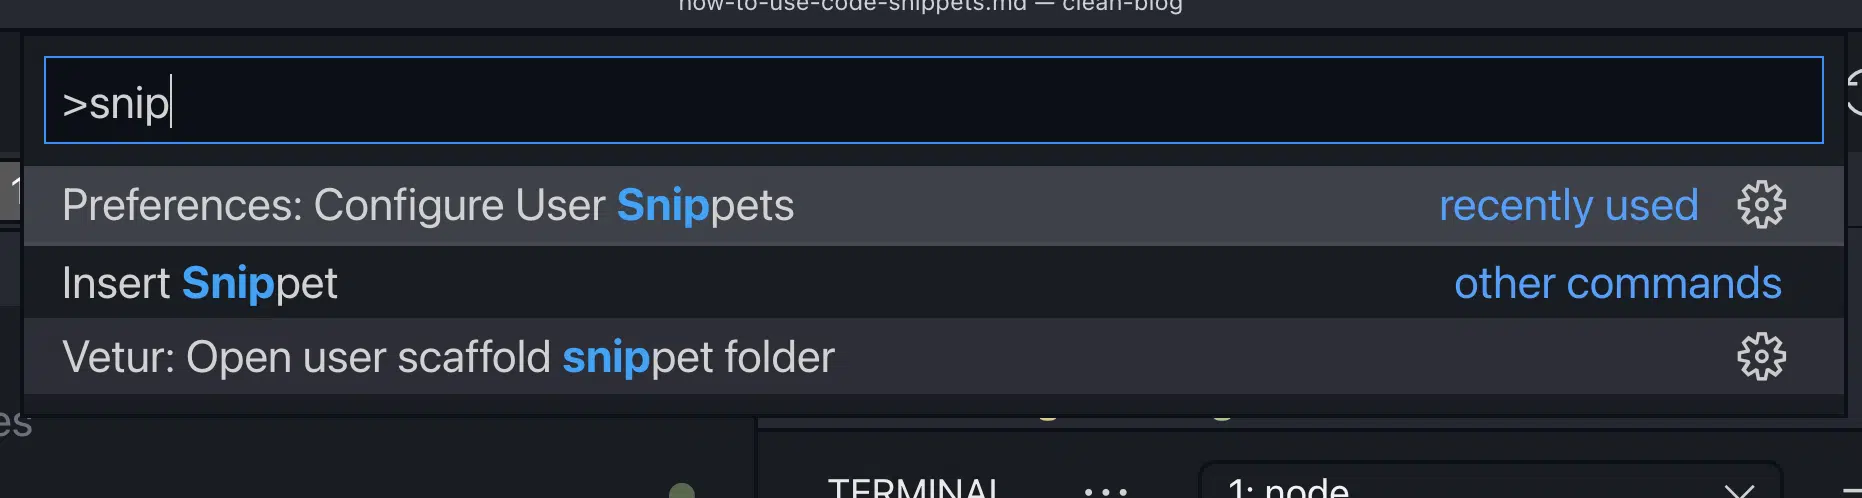 how-to-use-code-snippets.md — clean-blog
>snip
Preferences: Configure User Snippets recently used
Insert Snippet other commands
Vetur: Open user scaffold snippet folder
es
TERMINAL ··· 1: node